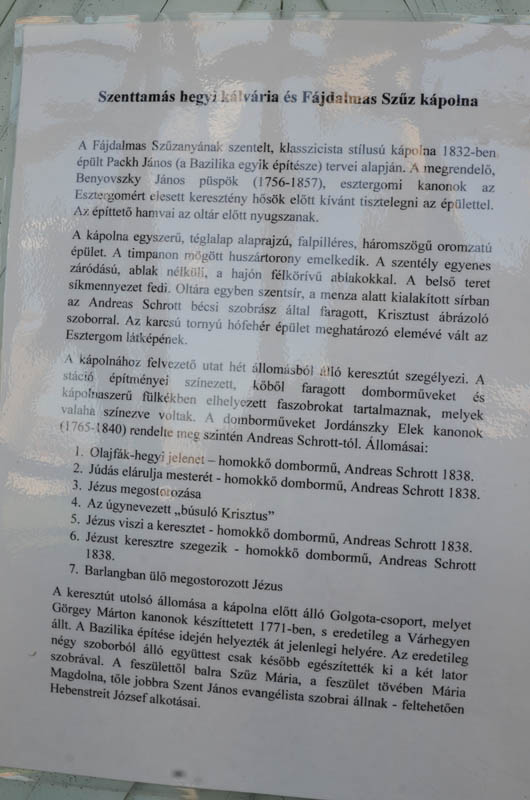 Szenttamás hegyi kálvária és Fájdalmas Szűz kápolna
A Fájdalmas Szűzanyának szentelt, klasszicista stílusú kápolna 1832-ben
épült Packh János (a Bazilika egyik építésze) tervei alapján. A megrendelő,
Benyovszky János püspök (1756-1857), esztergomi kanonok az
Esztergomért elesett keresztény hősök előtt kívánt tisztelegni az épülettel.
Az építtető hamvai az oltár előtt nyugszanak.
A kápolna egyszerű, téglalap alaprajzú, falpilléres, háromszögű oromzatú
épület. A timpanon mögött huszártorony emelkedik. A szentély egyenes
záródású, ablak nélküli, a hajón félkörívű ablakokkal. A belső teret
síkmennyezet fedi. Oltára egyben szentsír, a menza alatt kialakított sírban
az Andreas Schrott bécsi szobrász által faragott, Krisztust ábrázoló
szoborral. Az karcsú tornyú hófehér épület meghatározó elemévé vált az
Esztergom látképének.
A kápolnához felvezető utat hét állomásból álló keresztút szegélyezi. A
stáció építményei színezett, kőből faragott domborműveket és
kápolnaszerű fülkékben elhelyezett faszobrokat tartalmaznak, melyek
valaha színezve voltak. A domborműveket Jordánszky Elek kanonok
(1765-1840) rendelte meg szintén Andreas Schrott-tól. Állomásai:
1. Olajfák-hegyi jelenet – homokkő dombormű, Andreas Schrott 1838.
2. Júdás elárulja mesterét - homokkő dombormű, Andreas Schrott 1838.
3. Jézus megostorozása
4. Az úgynevezett „búsuló Krisztus”
5. Jézus viszi a keresztet - homokkő dombormű, Andreas Schrott 1838.
6. Jézust keresztre szegezik - homokkő dombormű, Andreas Schrott
1838.
7. Barlangban ülő megostorozott Jézus
A keresztút utolsó állomása a kápolna előtt álló Golgota-csoport, melyet
Görgey Márton kanonok készíttetett 1771-ben, s eredetileg a Várhegyen
állt. A Bazilika építése idején helyezték át jelenlegi helyére. Az eredetileg
négy szoborból álló együttest csak később egészítették ki a két lator
szobrával. A feszülettől balra Szűz Mária, a feszület tövében Mária
Magdolna, tőle jobbra Szent János evangélista szobrai állnak - feltehetően
Hebenstreit József alkotásai.